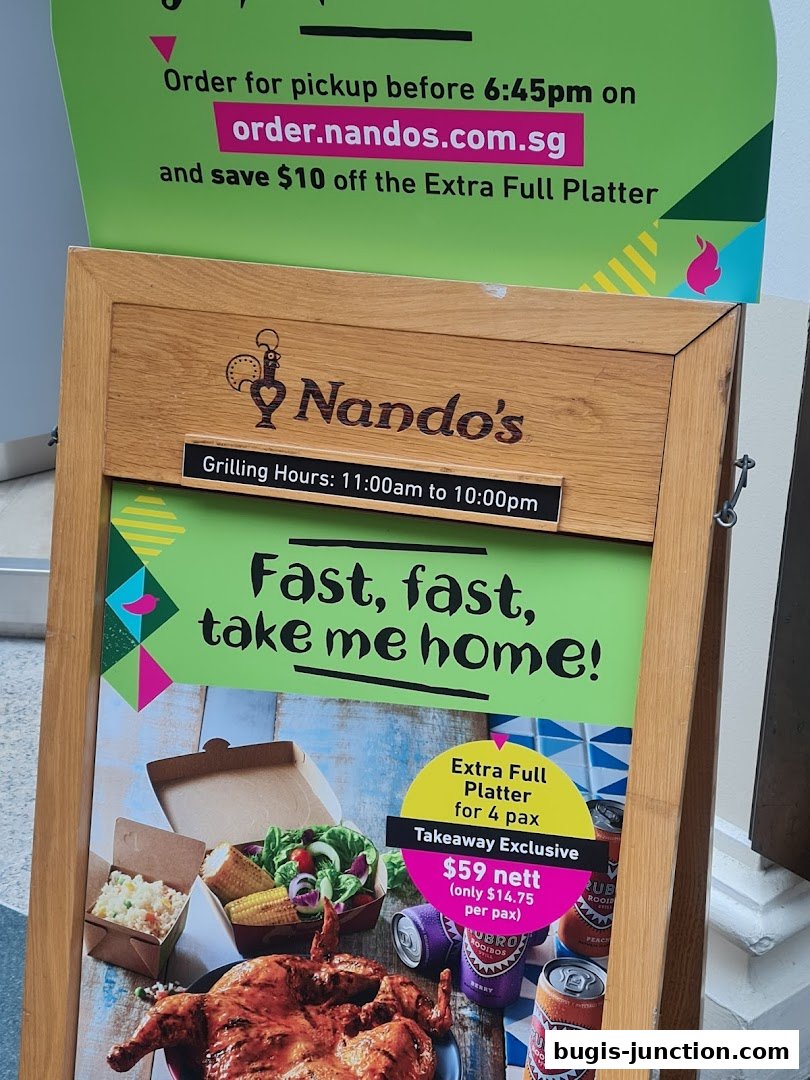 Order for pickup before 6:45pm on
order.nandos.com.sg
and save $10 off the Extra Full Platter
Nando's
Grilling Hours: 11:00am to 10:00pm
Fast, fast,
take me home!
Extra Full
Platter
for 4 pax
Takeaway Exclusive
$59 nett
(only $14.75
per pax)
ROOIBOS
PEACH
ROOIBOS
BERRY
bugis-junction.com